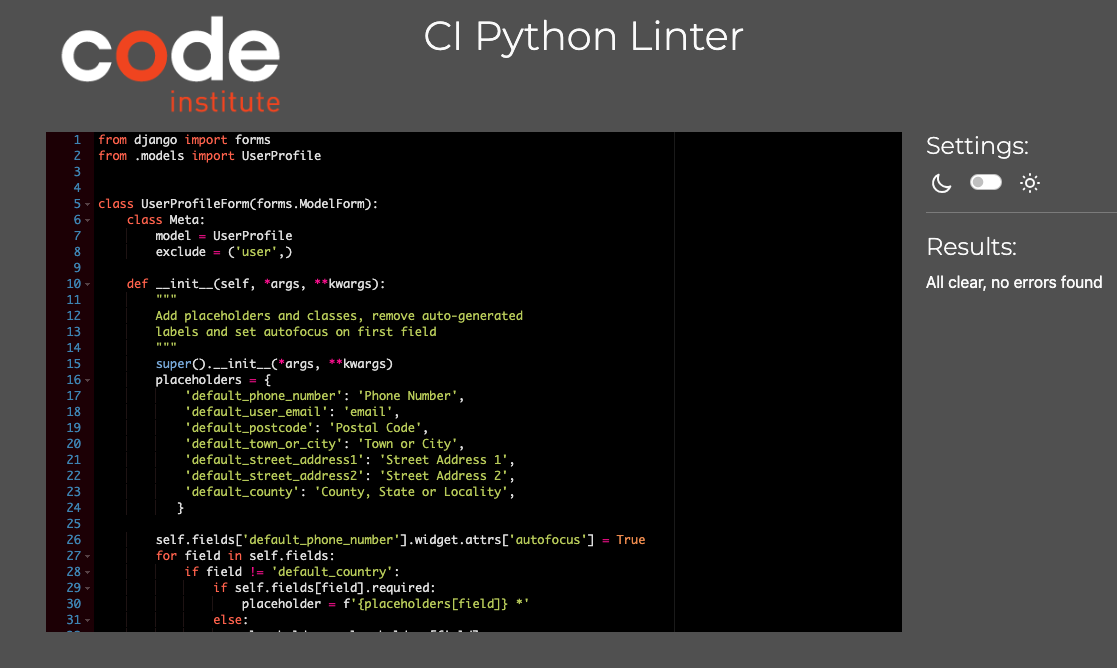 code
institute
CI Python Linter
1 from django import forms
2 from .models import UserProfile
3
4
5 class UserProfileForm(forms.ModelForm):
6     class Meta:
7         model = UserProfile
8         exclude = ('user',)
9
10     def __init__(self, *args, **kwargs):
11         """
12         Add placeholders and classes, remove auto-generated
13         labels and set autofocus on first field
14         """
15         super().__init__(*args, **kwargs)
16         placeholders = {
17             'default_phone_number': 'Phone Number',
18             'default_user_email': 'email',
19             'default_postcode': 'Postal Code',
20             'default_town_or_city': 'Town or City',
21             'default_street_address1': 'Street Address 1',
22             'default_street_address2': 'Street Address 2',
23             'default_county': 'County, State or Locality',
24            }
25
26         self.fields['default_phone_number'].widget.attrs['autofocus'] = True
27         for field in self.fields:
28             if field != 'default_country':
29                 if self.fields[field].required:
30                     placeholder = f'{placeholders[field]} *'
31                 else:
Settings:
Results:
All clear, no errors found